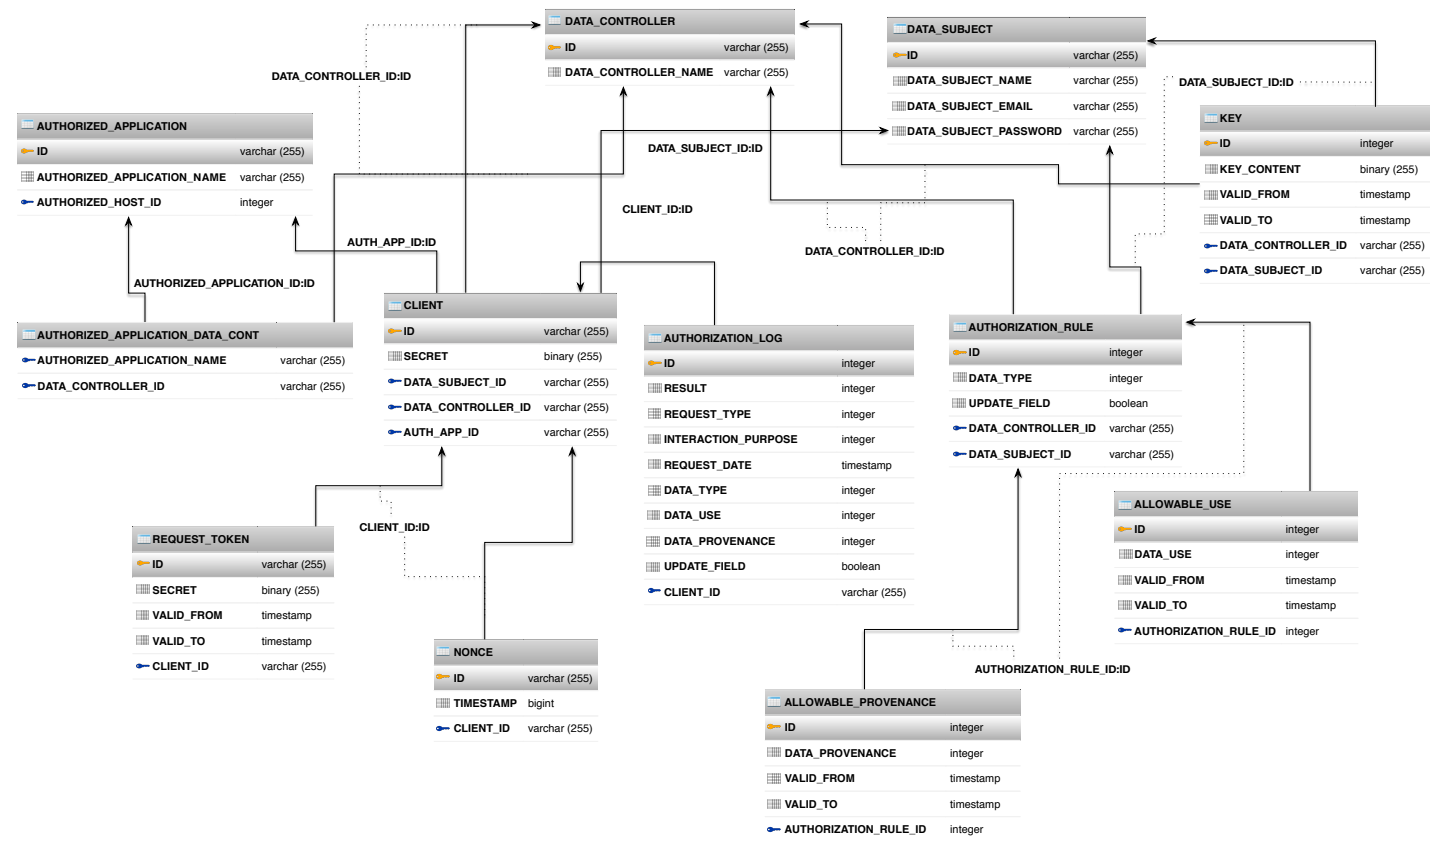 DATA_CONTROLLER
ID varchar (255)
DATA_CONTROLLER_NAME varchar (255)
DATA_SUBJECT
ID varchar (255)
DATA_SUBJECT_NAME varchar (255)
DATA_SUBJECT_EMAIL varchar (255)
DATA_SUBJECT_PASSWORD varchar (255)
DATA_CONTROLLER_ID:ID
DATA_SUBJECT_ID:ID
KEY
ID integer
KEY_CONTENT binary (255)
VALID_FROM timestamp
VALID_TO timestamp
DATA_CONTROLLER_ID varchar (255)
DATA_SUBJECT_ID varchar (255)
AUTHORIZED_APPLICATION
ID varchar (255)
AUTHORIZED_APPLICATION_NAME varchar (255)
AUTHORIZED_HOST_ID integer
DATA_SUBJECT_ID:ID
CLIENT_ID:ID
AUTH_APP_ID:ID
DATA_CONTROLLER_ID:ID
AUTHORIZED_APPLICATION_ID:ID
AUTHORIZED_APPLICATION_DATA_CONT
AUTHORIZED_APPLICATION_NAME varchar (255)
DATA_CONTROLLER_ID varchar (255)
CLIENT
ID varchar (255)
SECRET binary (255)
DATA_SUBJECT_ID varchar (255)
DATA_CONTROLLER_ID varchar (255)
AUTH_APP_ID varchar (255)
AUTHORIZATION_LOG
ID integer
RESULT integer
REQUEST_TYPE integer
INTERACTION_PURPOSE integer
REQUEST_DATE timestamp
DATA_TYPE integer
DATA_USE integer
DATA_PROVENANCE integer
UPDATE_FIELD boolean
CLIENT_ID varchar (255)
AUTHORIZATION_RULE
ID integer
DATA_TYPE integer
UPDATE_FIELD boolean
DATA_CONTROLLER_ID varchar (255)
DATA_SUBJECT_ID varchar (255)
ALLOWABLE_USE
ID integer
DATA_USE integer
VALID_FROM timestamp
VALID_TO timestamp
AUTHORIZATION_RULE_ID integer
CLIENT_ID:ID
REQUEST_TOKEN
ID varchar (255)
SECRET binary (255)
VALID_FROM timestamp
VALID_TO timestamp
CLIENT_ID varchar (255)
NONCE
ID varchar (255)
TIMESTAMP bigint
CLIENT_ID varchar (255)
AUTHORIZATION_RULE_ID:ID
ALLOWABLE_PROVENANCE
ID integer
DATA_PROVENANCE integer
VALID_FROM timestamp
VALID_TO timestamp
AUTHORIZATION_RULE_ID integer